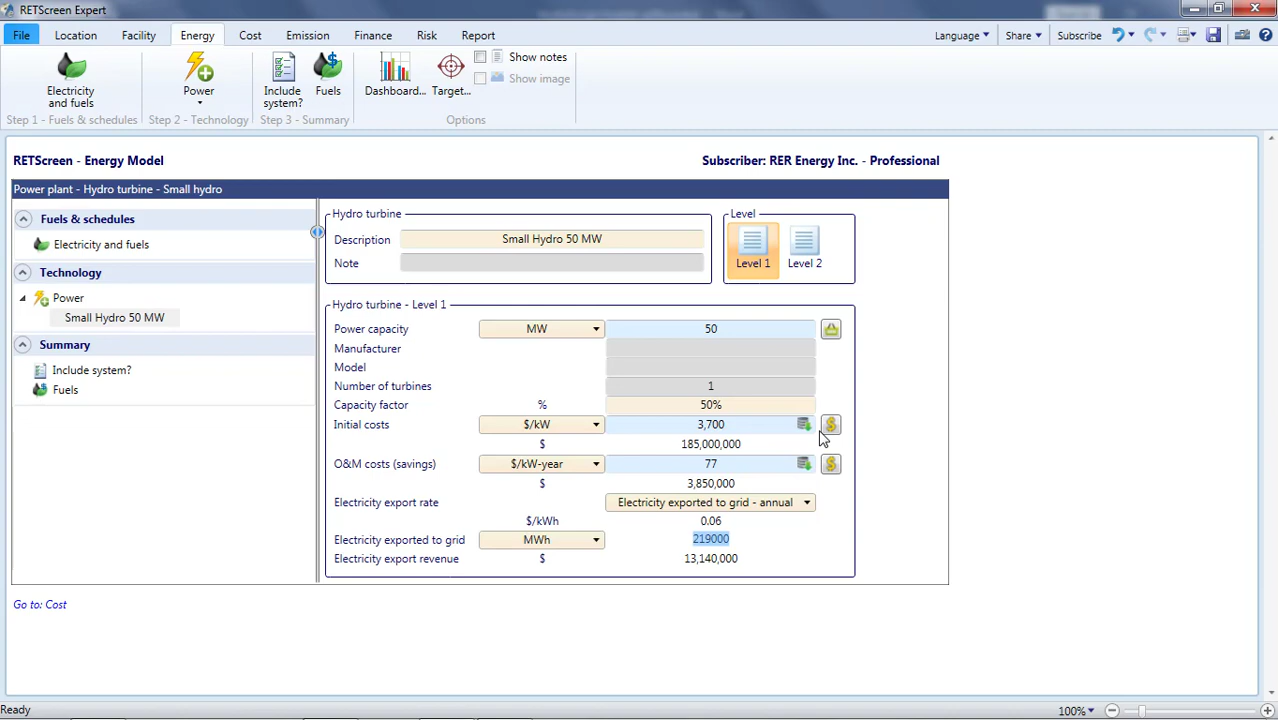 RETScreen Expert
File Location Facility Energy Cost Emission Finance Risk Report Language Share Subscribe
Electricity and fuels
Power
Include system?
Fuels
Dashboard...
Target...
Show notes
Show image
Step 1 - Fuels & schedules Step 2 - Technology Step 3 - Summary Options
RETScreen - Energy Model Subscriber: RER Energy Inc. - Professional
Power plant - Hydro turbine - Small hydro
Fuels & schedules
Electricity and fuels
Technology
Power
Small Hydro 50 MW
Summary
Include system?
Fuels
Hydro turbine
Description Small Hydro 50 MW
Note
Level
Level 1 Level 2
Hydro turbine - Level 1
Power capacity MW 50
Manufacturer
Model
Number of turbines 1
Capacity factor % 50%
Initial costs $/kW 3,700 $
$ 185,000,000
O&M costs (savings) $/kW-year 77 $
$ 3,850,000
Electricity export rate Electricity exported to grid - annual
$/kWh 0.06
Electricity exported to grid MWh 219000
Electricity export revenue $ 13,140,000
Go to: Cost
Ready 100%